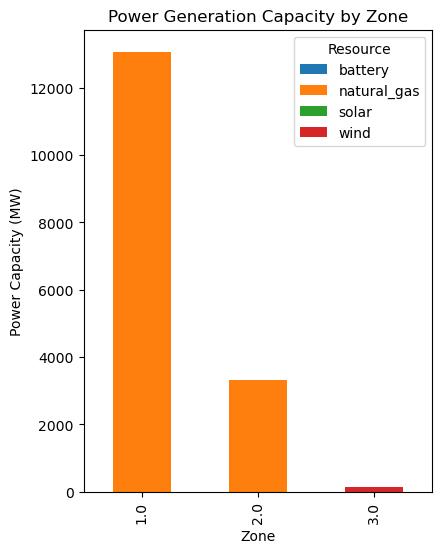 Power Generation Capacity by Zone
Resource
battery
natural_gas
solar
wind
Power Capacity (MW)
12000
10000
8000
6000
4000
2000
0
1.0
2.0
3.0
Zone